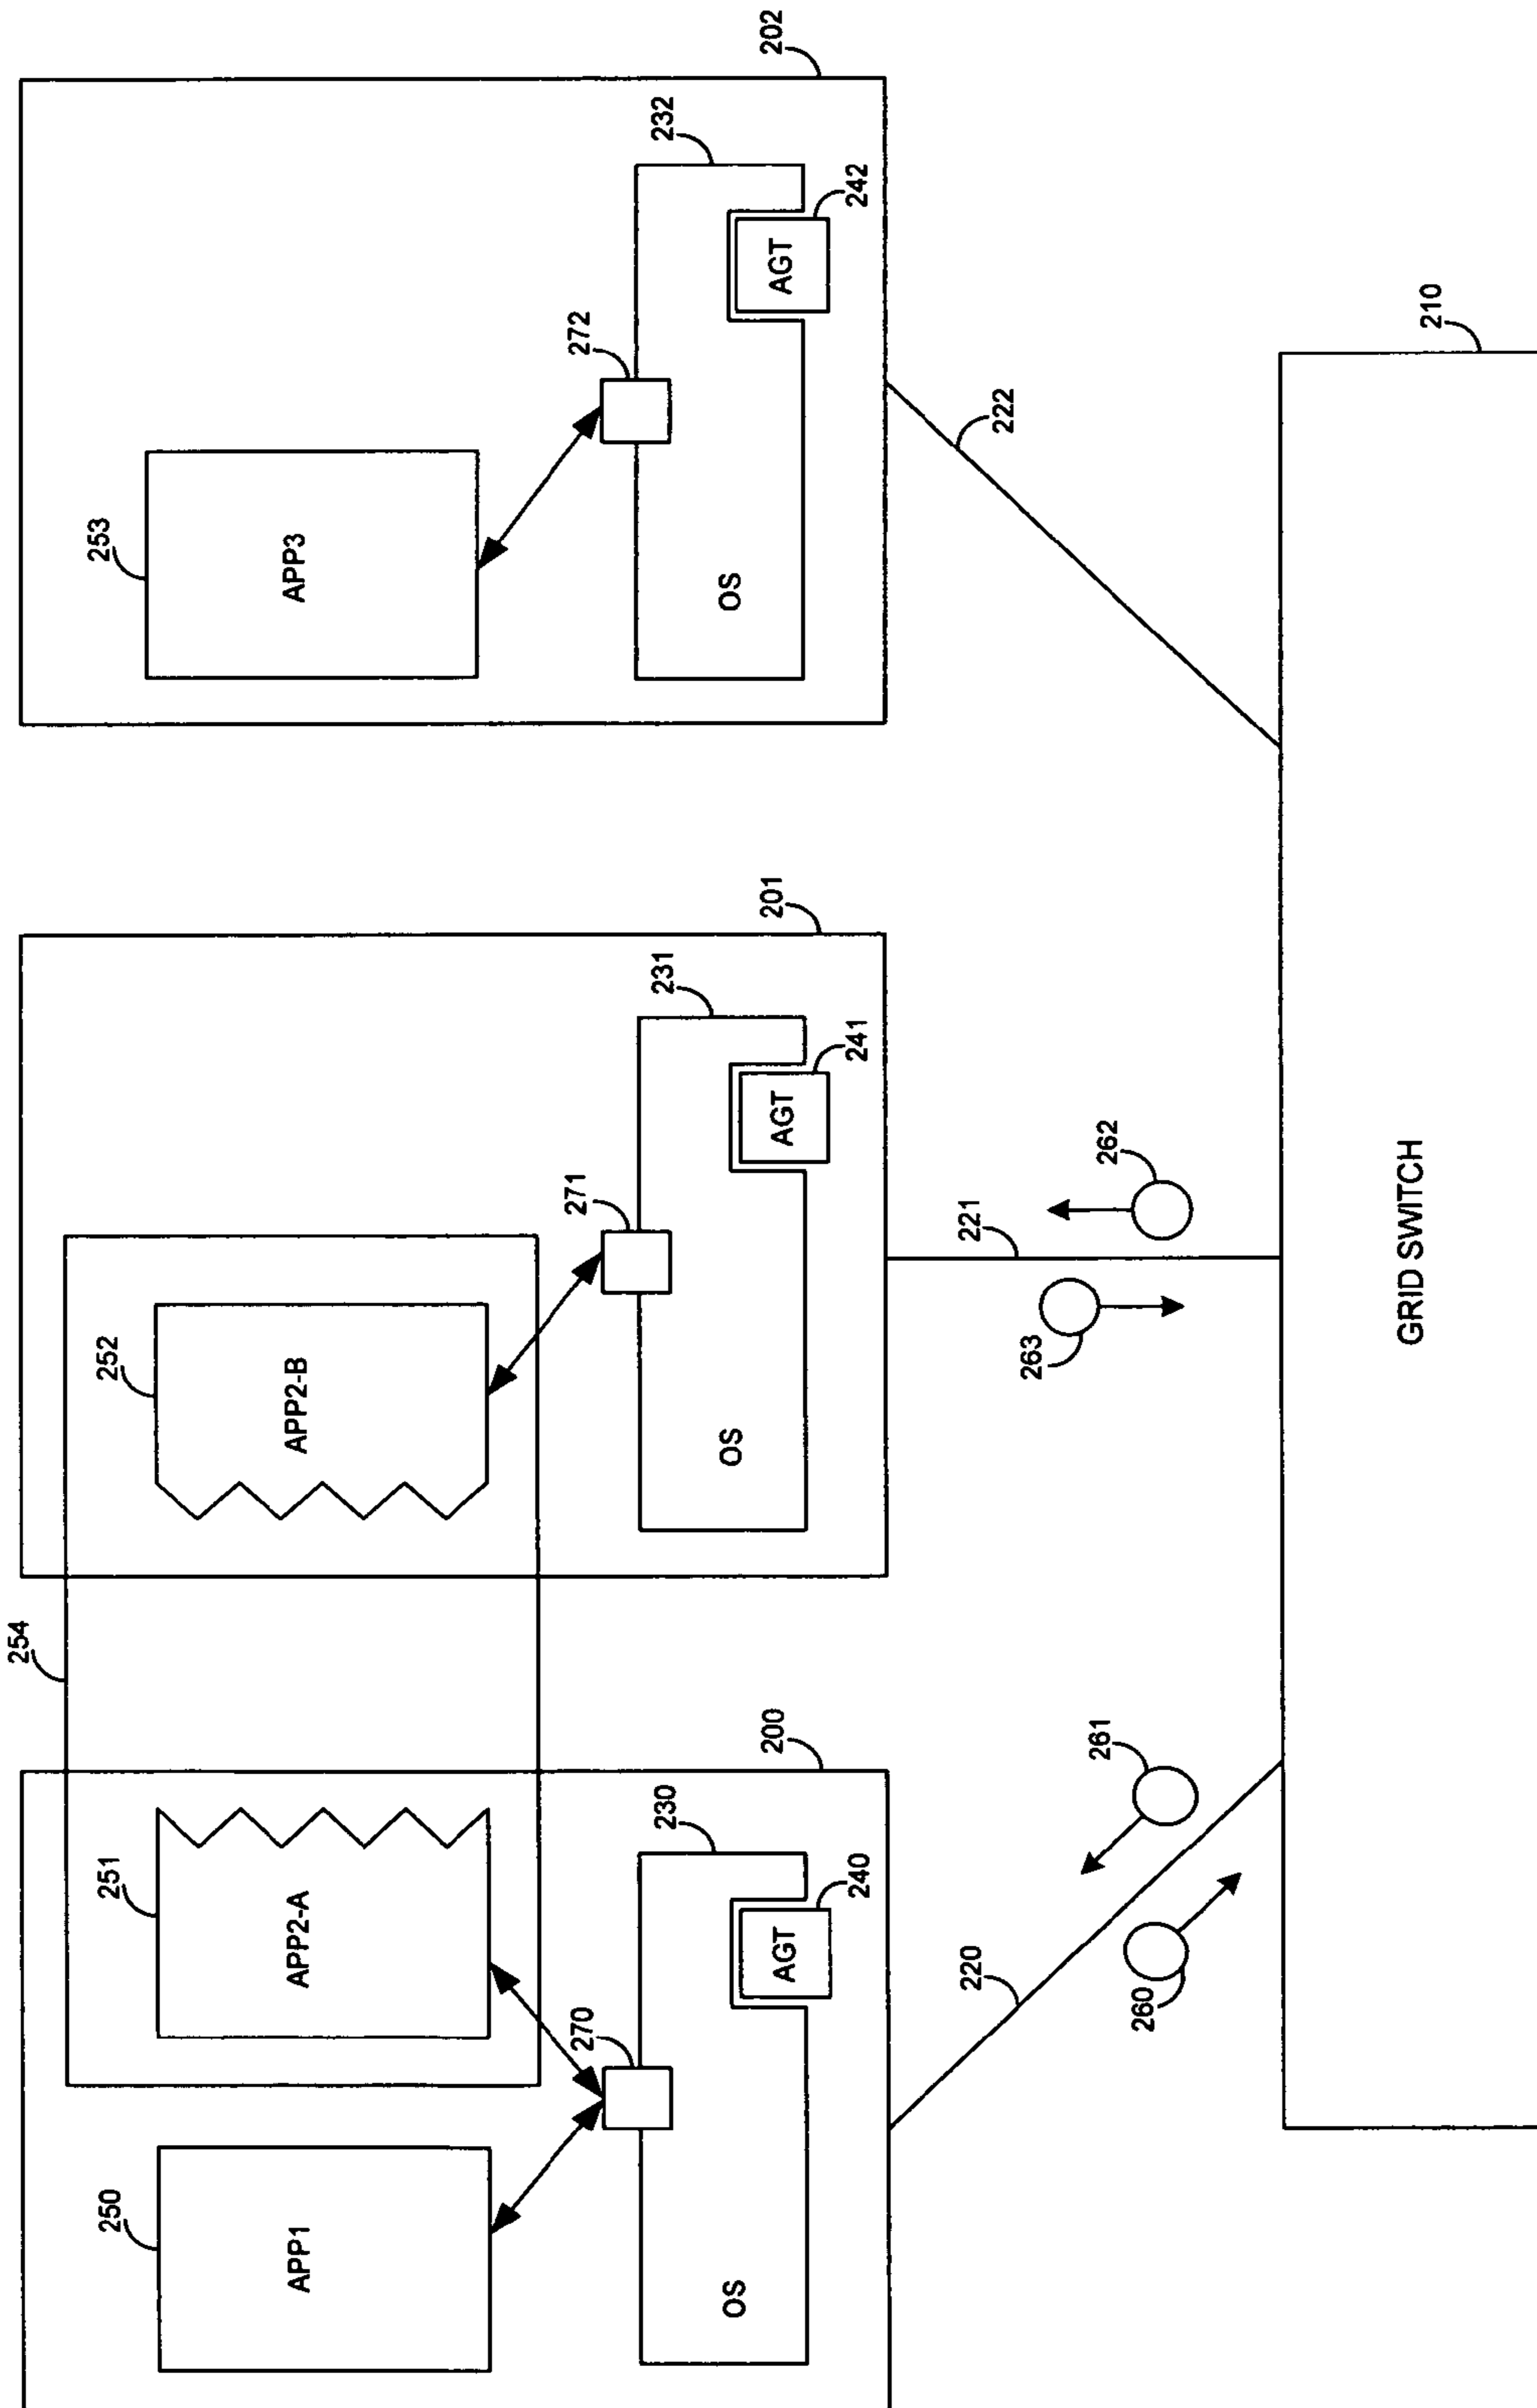 254
250
APP1
251
APP2-A
252
APP2-B
253
APP3
270
271
272
200
201
202
230
231
232
OS
OS
OS
AGT
AGT
AGT
240
241
242
220
221
222
260
261
263
262
210
GRID SWITCH